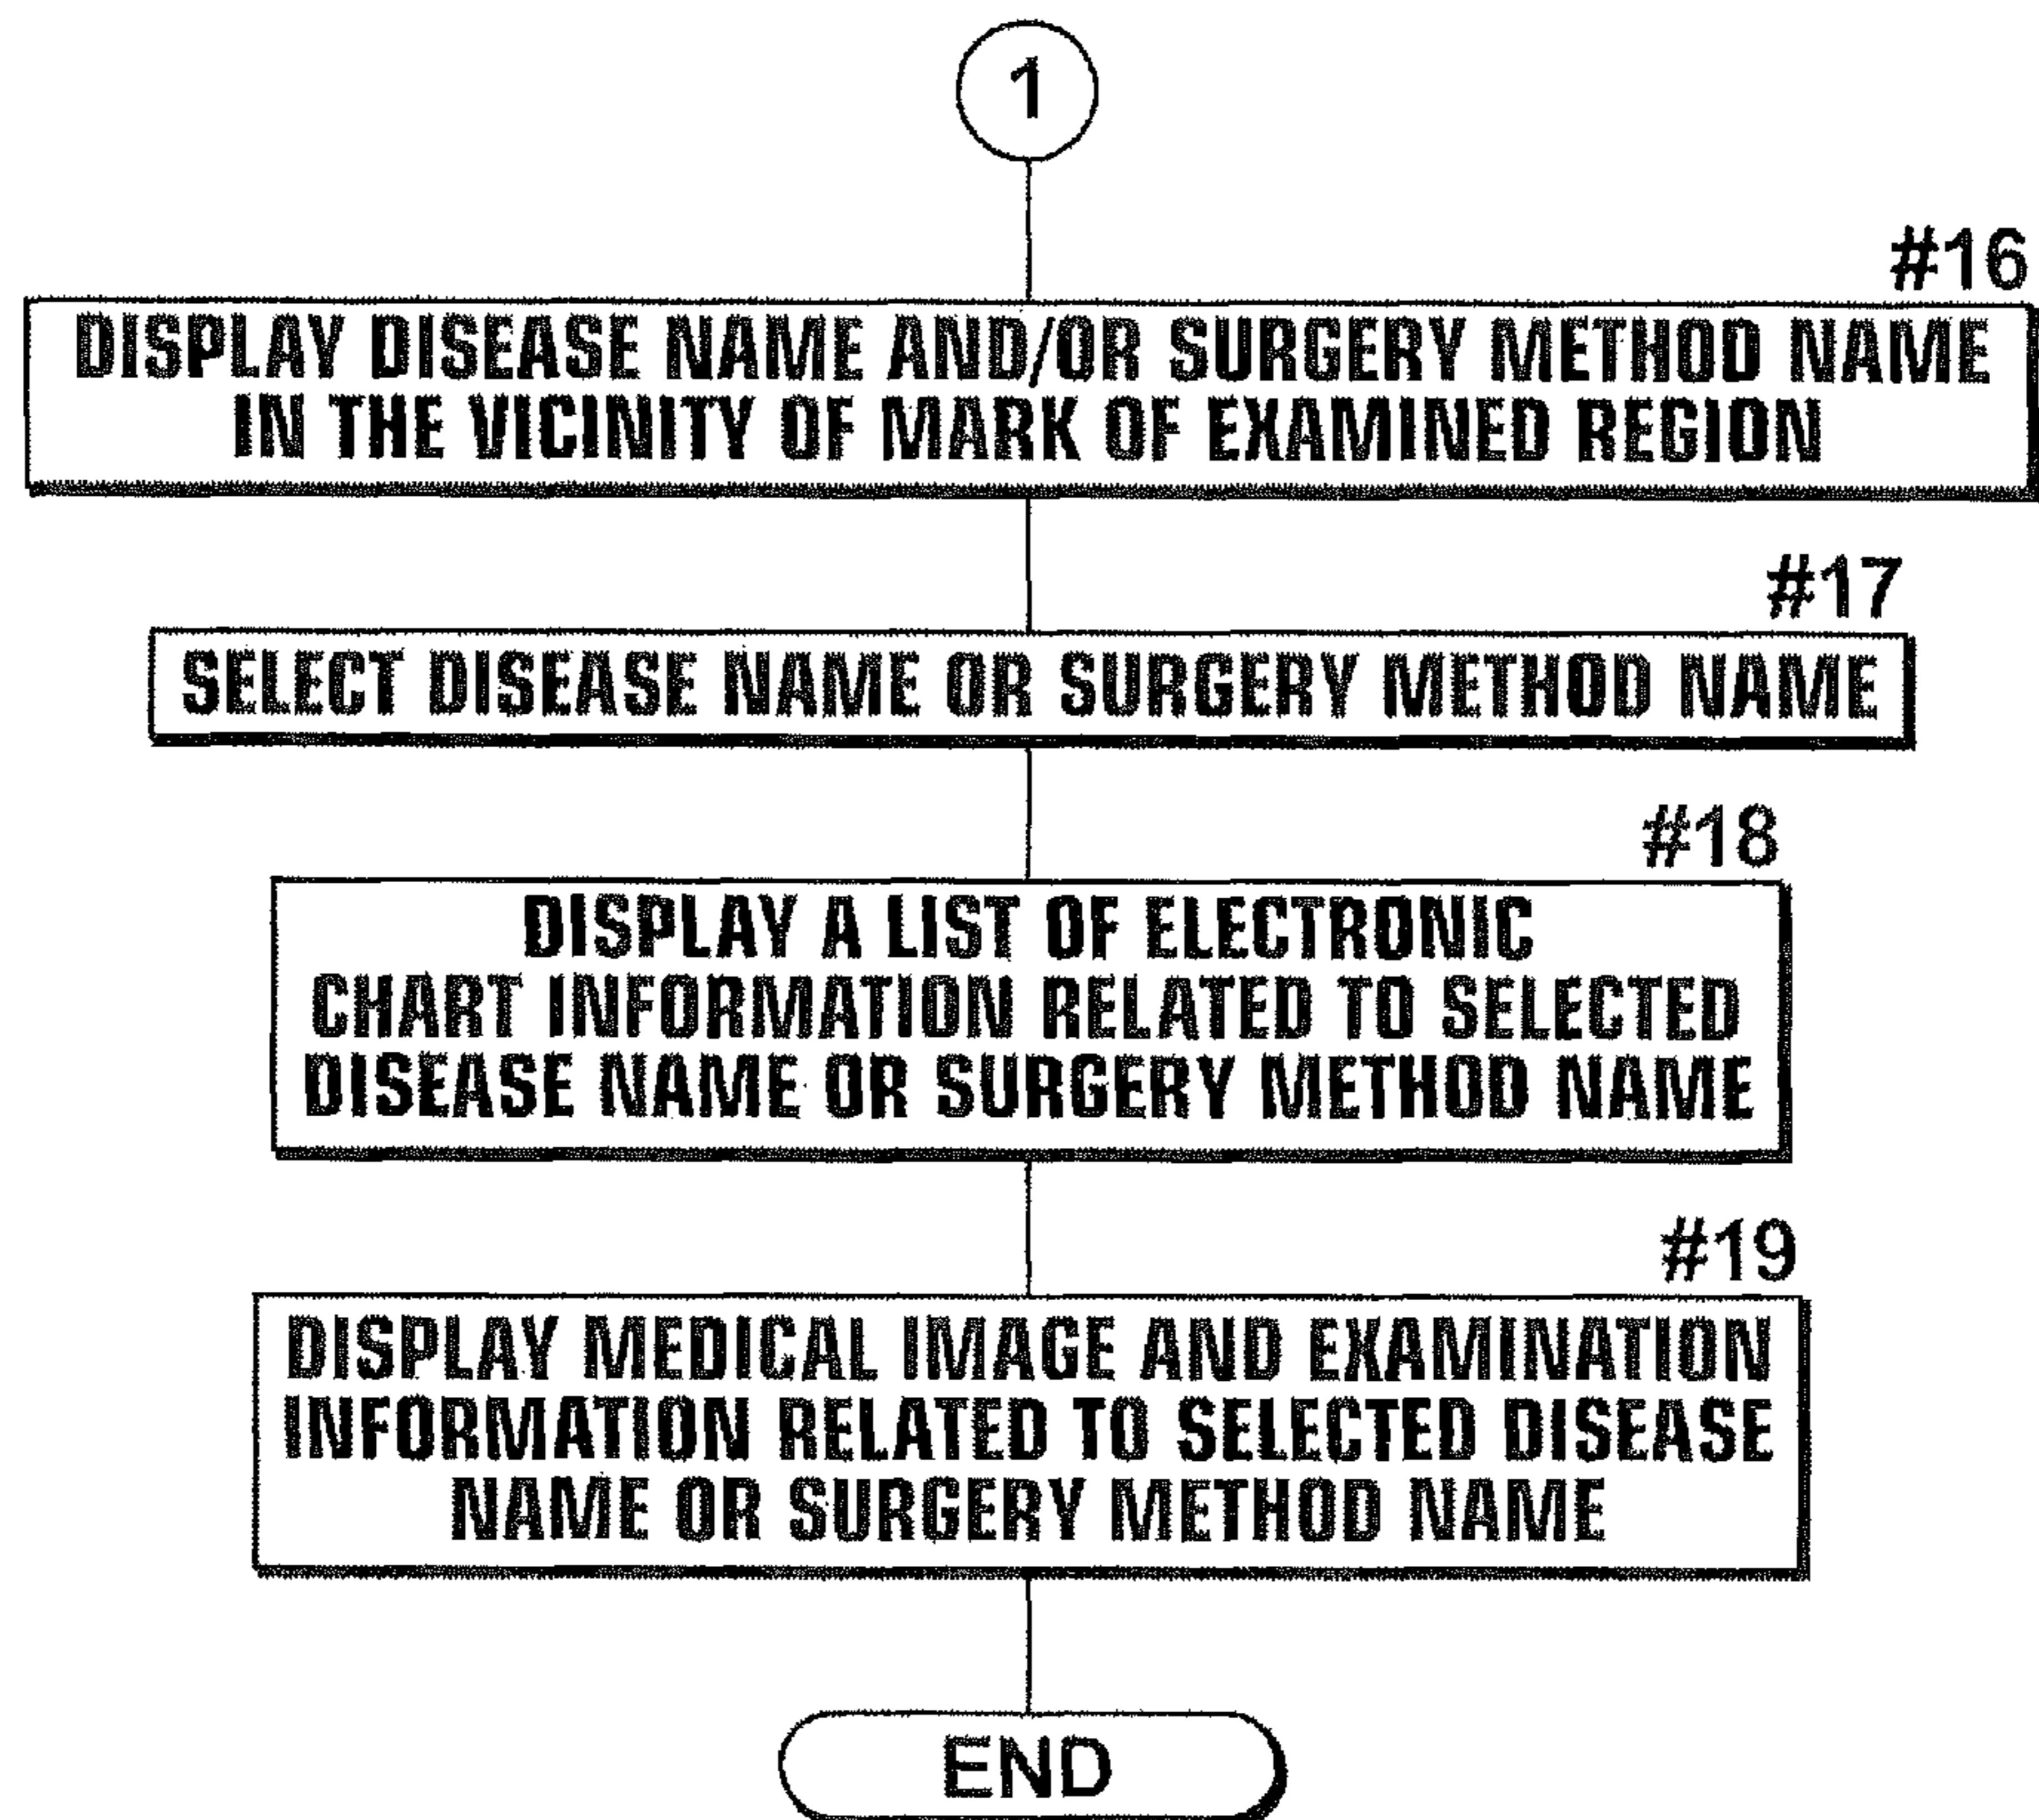 1
#16
DISPLAY DISEASE NAME AND/OR SURGERY METHOD NAME
IN THE VICINITY OF MARK OF EXAMINED REGION
#17
SELECT DISEASE NAME OR SURGERY METHOD NAME
#18
DISPLAY A LIST OF ELECTRONIC
CHART INFORMATION RELATED TO SELECTED
DISEASE NAME OR SURGERY METHOD NAME
#19
DISPLAY MEDICAL IMAGE AND EXAMINATION
INFORMATION RELATED TO SELECTED DISEASE
NAME OR SURGERY METHOD NAME
END